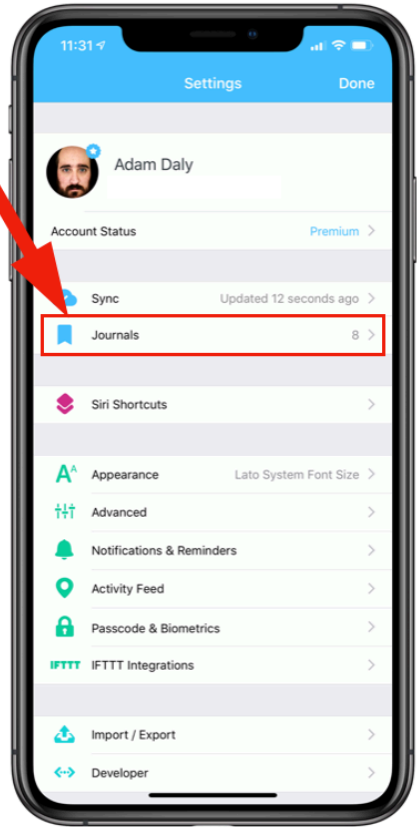 11:31
Settings Done
Adam Daly
Account Status Premium
Sync Updated 12 seconds ago
Journals 8
Siri Shortcuts
AA Appearance Lato System Font Size
Advanced
Notifications & Reminders
Activity Feed
Passcode & Biometrics
IFTTT IFTTT Integrations
Import / Export
Developer